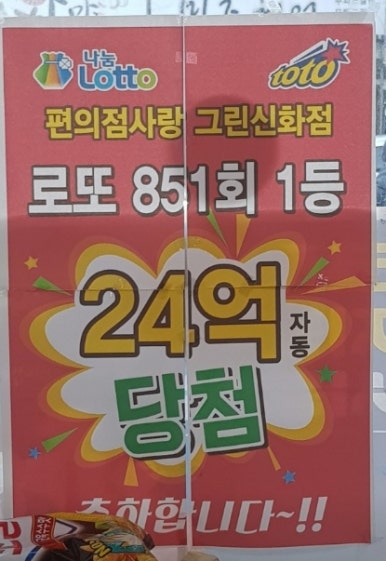 나눔
Lotto
toto
편의점사랑 그린신화점
로또 851회 1등
24억 자동
당첨
축하합니다~!!